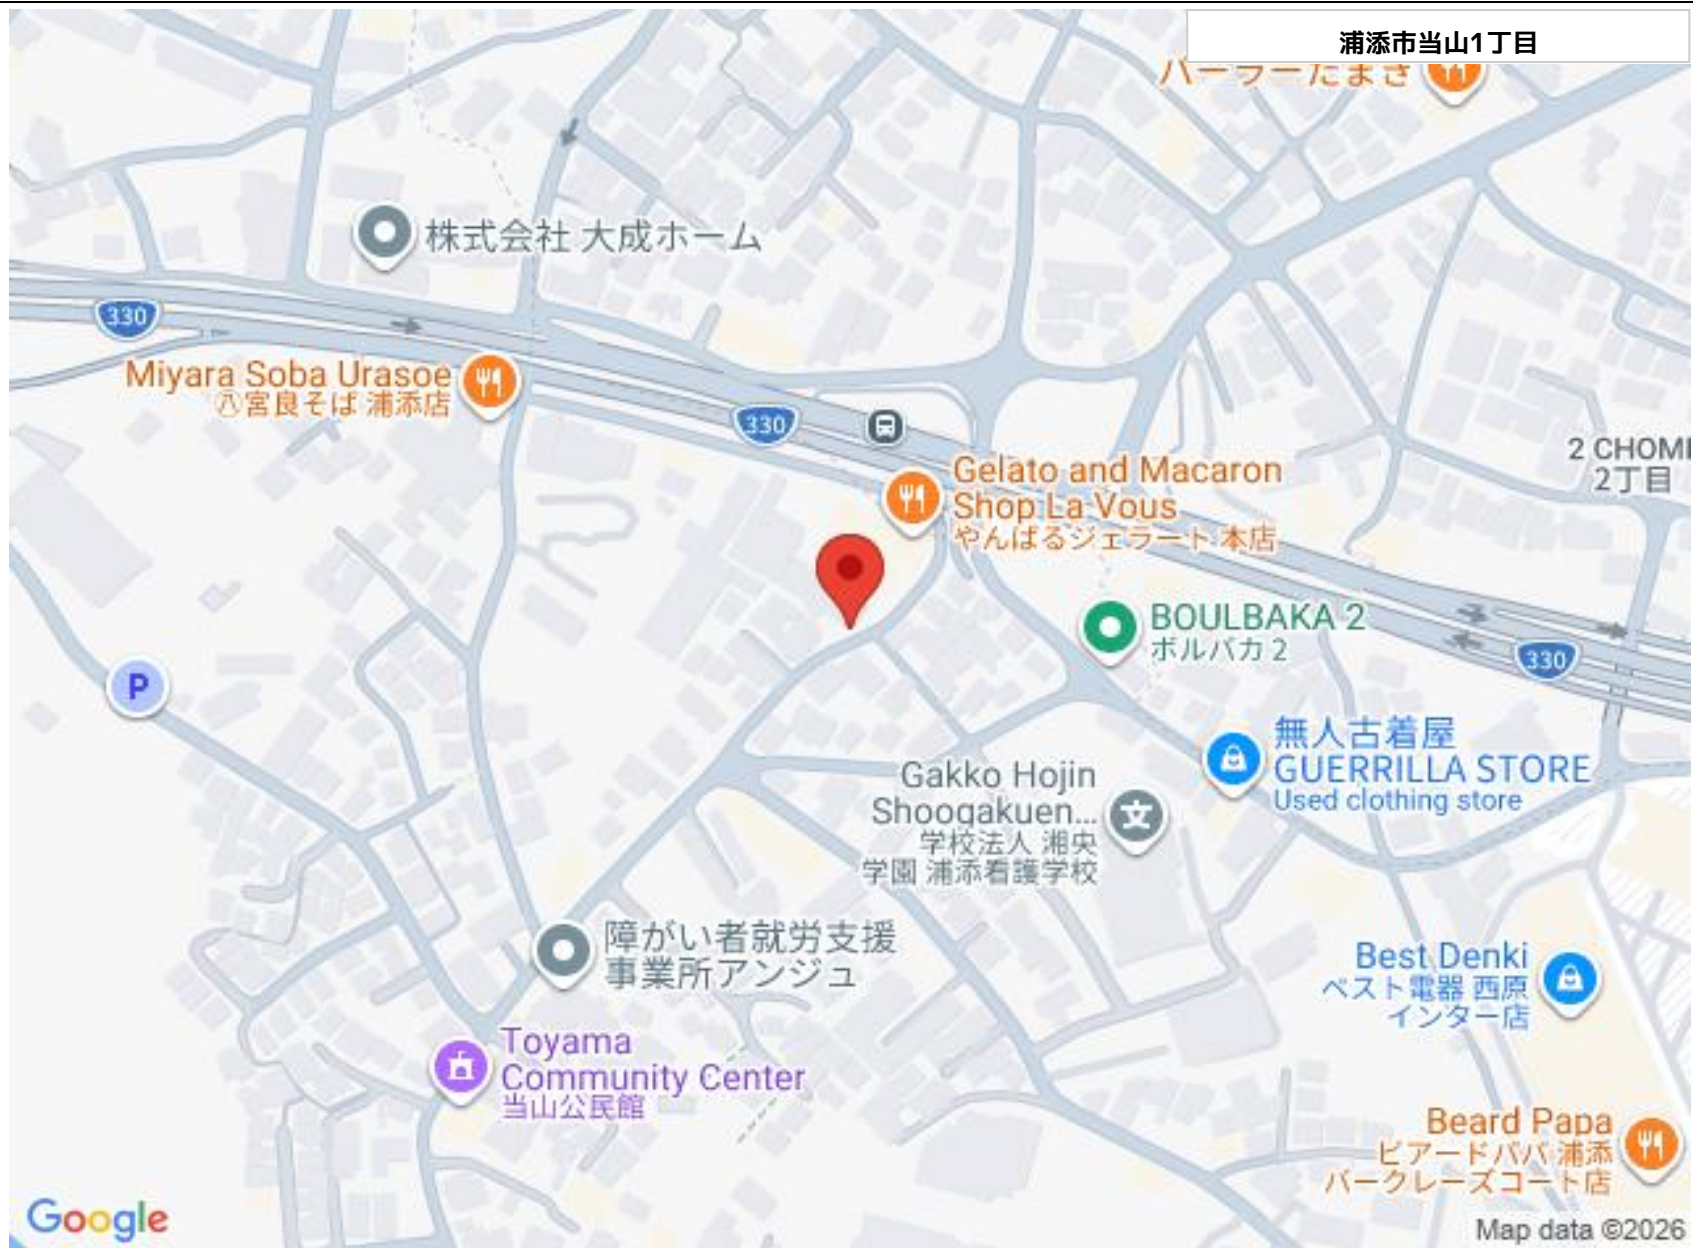 浦添市当山1丁目
パーラーたまき
株式会社 大成ホーム
330
Miyara Soba Urasoe
宮良そば 浦添店
330
Gelato and Macaron
Shop La Vous
やんばるジェラート 本店
2 CHOM
2丁目
BOULBAKA 2
ボルバカ 2
330
P
無人古着屋
GUERRILLA STORE
Used clothing store
Gakko Hojin
Shoogakuen...
学校法人 湘央
学園 浦添看護学校
文
障がい者就労支援
事業所アンジュ
Best Denki
ベスト電器 西原
インター店
Toyama
Community Center
当山公民館
Beard Papa
ビアードパパ 浦添
バークレーズコート店
Google
Map data ©2026